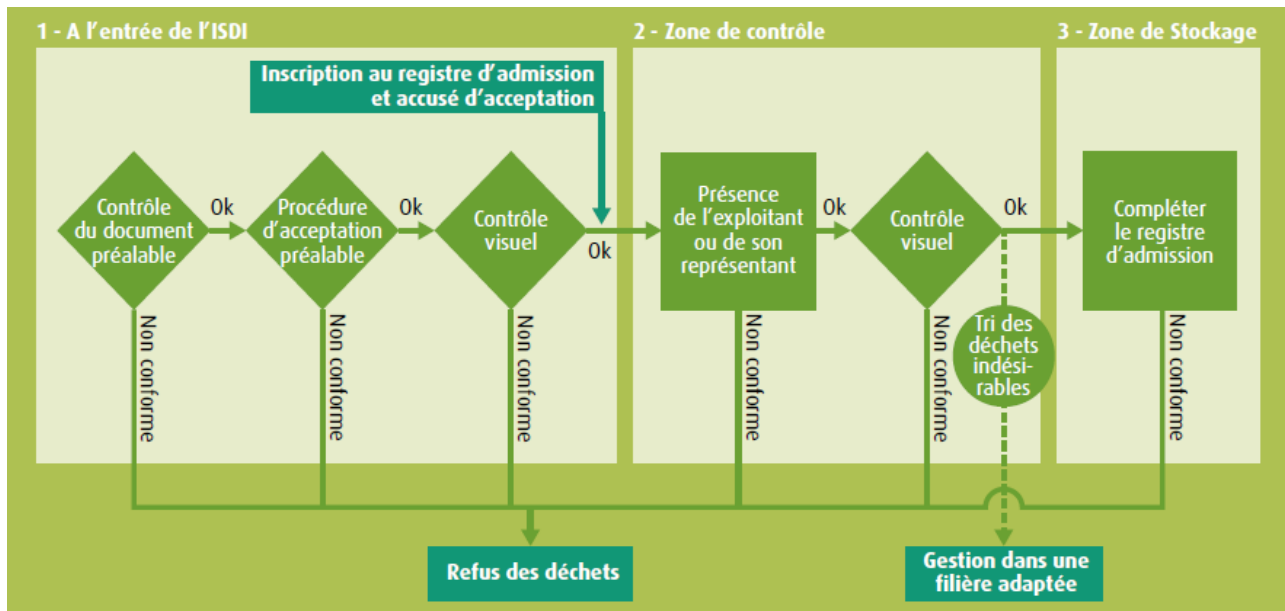 1 - A l'entrée de l'ISDI
2 - Zone de contrôle
3 - Zone de Stockage
Inscription au registre d'admission
et accusé d'acceptation
Contrôle
du document
préalable
Ok
Procédure
d'acceptation
préalable
Ok
Contrôle
visuel
Ok
Présence
de l'exploitant
ou de son
représentant
Ok
Contrôle
visuel
Ok
Compléter
le registre
d'admission
Non conforme
Non conforme
Non conforme
Non conforme
Non conforme
Tri des
déchets
indési-
rables
Non conforme
Refus des déchets
Gestion dans une
filière adaptée